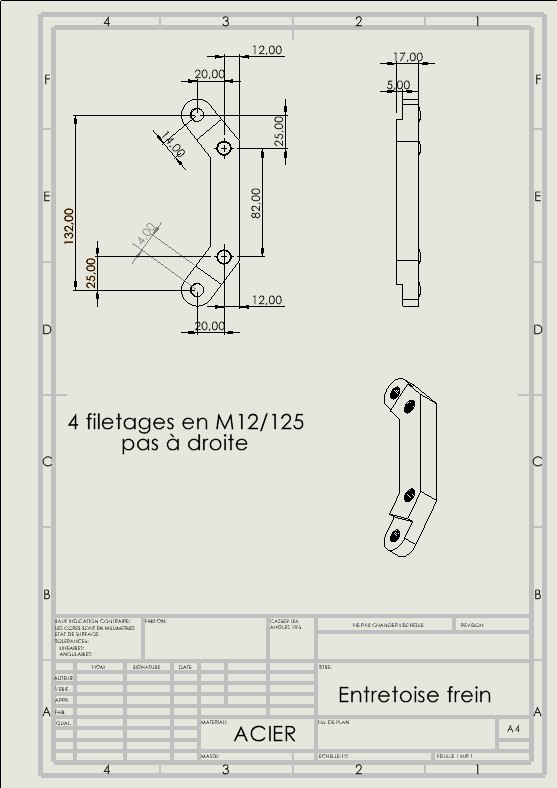 4 3 2 1
12,00
20,00
17,00
5,00
F F
25,00
14,00
E E
132,00
82,00
14,00
25,00
12,00
20,00
D D
4 filetages en M12/125
pas à droite
C C
B B
SAUF INDICATION CONTRAIRE:
LES COTES SONT EN MILLIMETRES
ETAT DE SURFACE:
TOLERANCES:
LINEAIRES:
ANGULAIRES:
FINITION:
CASSER LES
ANGLES VIFS
NE PAS CHANGER L'ECHELLE
REVISION
NOM SIGNATURE DATE
TITRE:
AUTEUR
VERIF.
APPR.
FAB.
QUAL.
Entretoise frein
A A
MATERIAU:
ACIER
No. DE PLAN
A4
MASSE:
ECHELLE:1:2
FEUILLE 1 SUR 1
4 3 2 1